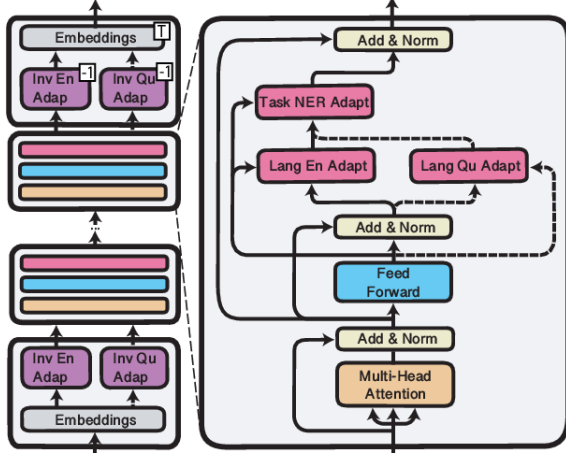 Embeddings T
Inv En -1
Adap
Inv Qu -1
Adap
Inv En
Adap
Inv Qu
Adap
Embeddings
Add & Norm
Task NER Adapt
Lang En Adapt
Lang Qu Adapt
Add & Norm
Feed
Forward
Add & Norm
Multi-Head
Attention